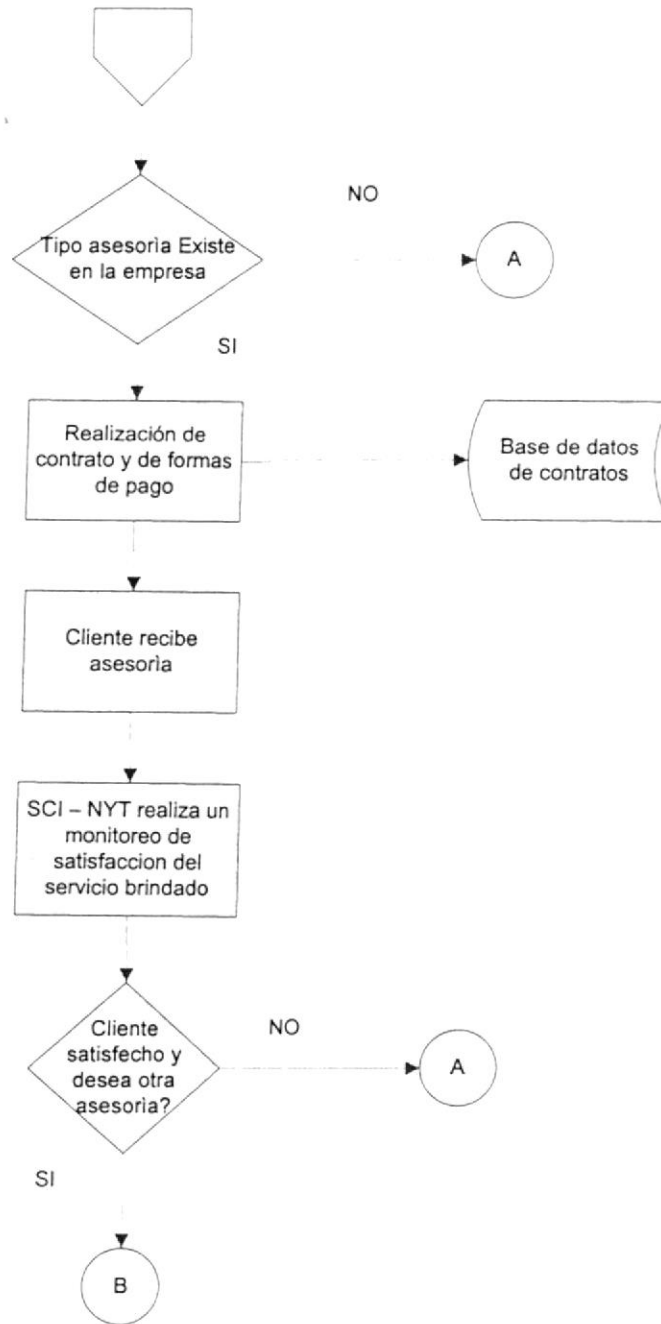 NO
Tipo asesorìa Existe
en la empresa
A
SI
Realización de
contrato y de formas
de pago
Base de datos
de contratos
Cliente recibe
asesorìa
SCI – NYT realiza un
monitoreo de
satisfaccion del
servicio brindado
Cliente
satisfecho y
desea otra
asesorìa?
NO
A
SI
B